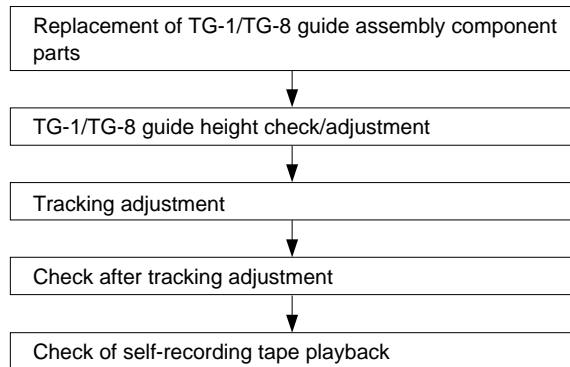 Replacement of TG-1/TG-8 guide assembly component
parts
TG-1/TG-8 guide height check/adjustment
Tracking adjustment
Check after tracking adjustment
Check of self-recording tape playback